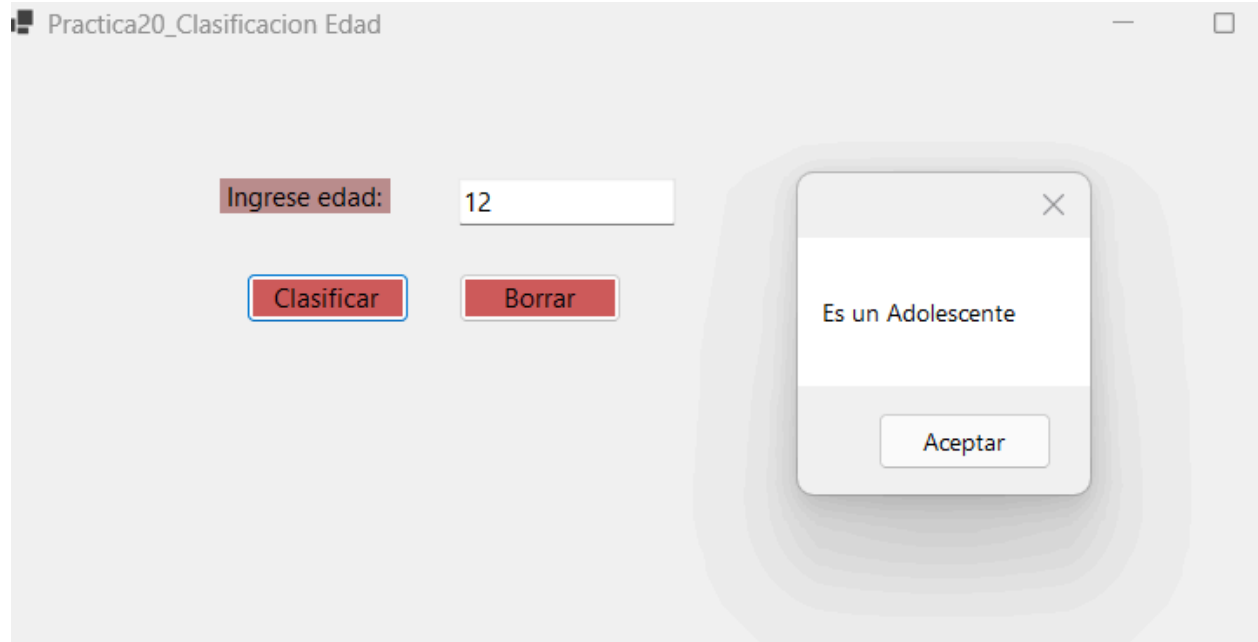 Practica20_Clasificacion Edad
Ingrese edad:
12
Clasificar
Borrar
Es un Adolescente
Aceptar